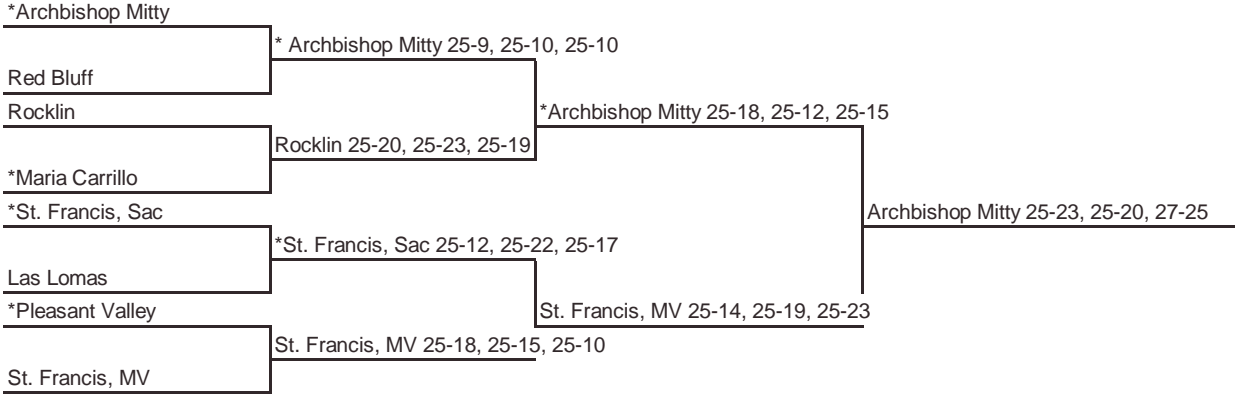 *Archbishop Mitty
* Archbishop Mitty 25-9, 25-10, 25-10
Red Bluff
Rocklin
*Archbishop Mitty 25-18, 25-12, 25-15
Rocklin 25-20, 25-23, 25-19
*Maria Carrillo
*St. Francis, Sac
Archbishop Mitty 25-23, 25-20, 27-25
*St. Francis, Sac 25-12, 25-22, 25-17
Las Lomas
*Pleasant Valley
St. Francis, MV 25-14, 25-19, 25-23
St. Francis, MV 25-18, 25-15, 25-10
St. Francis, MV